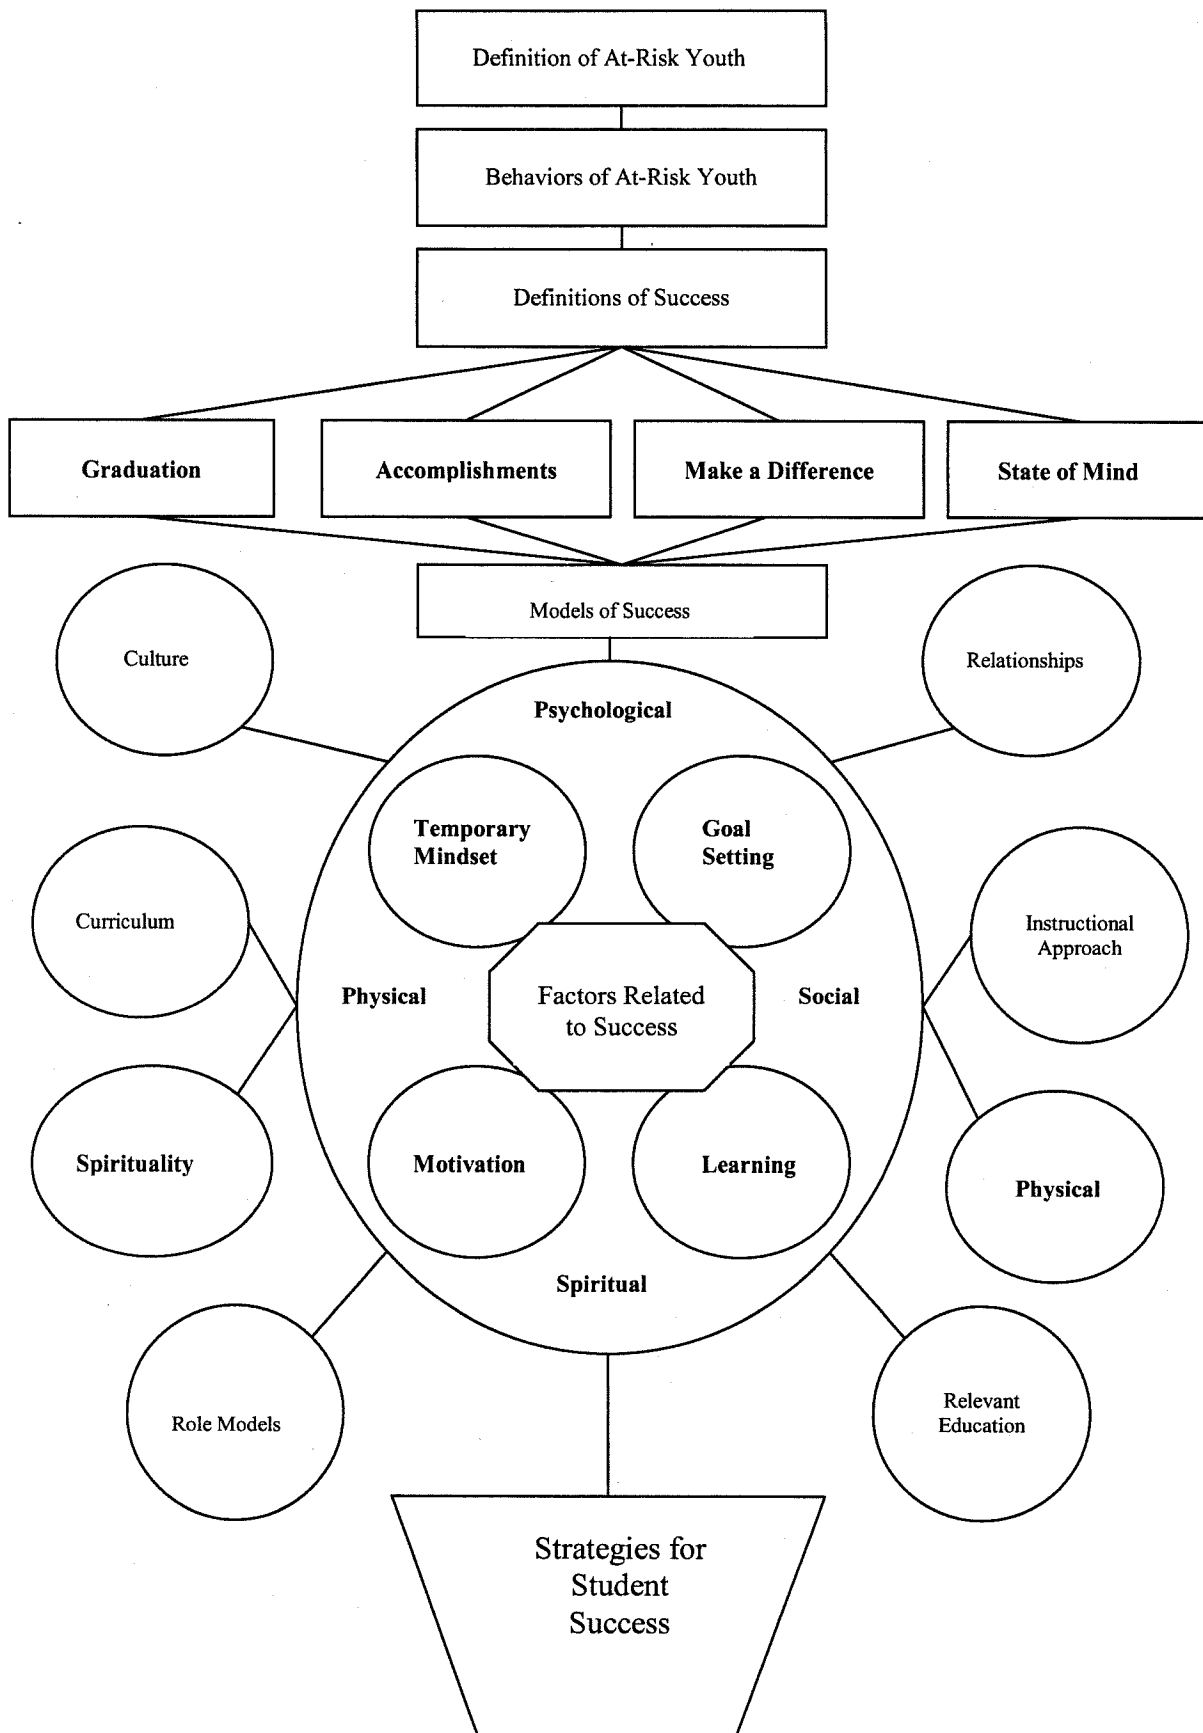 Definition of At-Risk Youth
Behaviors of At-Risk Youth
Definitions of Success
Graduation
Accomplishments
Make a Difference
State of Mind
Models of Success
Culture
Relationships
Psychological
Temporary
Mindset
Goal
Setting
Curriculum
Instructional
Approach
Physical
Factors Related
to Success
Social
Spirituality
Motivation
Learning
Physical
Spiritual
Role Models
Relevant
Education
Strategies for
Student
Success